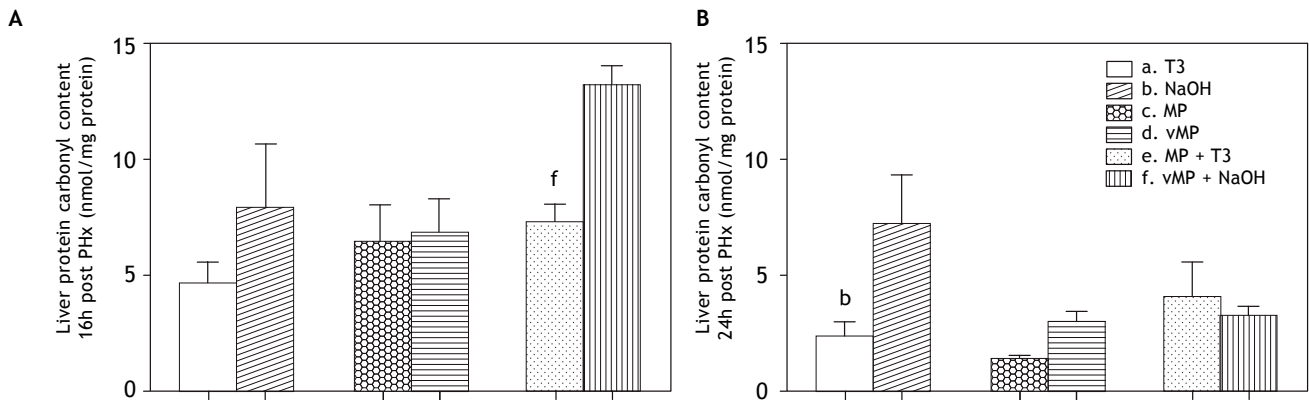 A
Liver protein carbonyl content
16h post PHx (nmol/mg protein)
15
10
5
0
f
B
Liver protein carbonyl content
24h post PHx (nmol/mg protein)
15
10
5
0
b
a. T3
b. NaOH
c. MP
d. vMP
e. MP + T3
f. vMP + NaOH